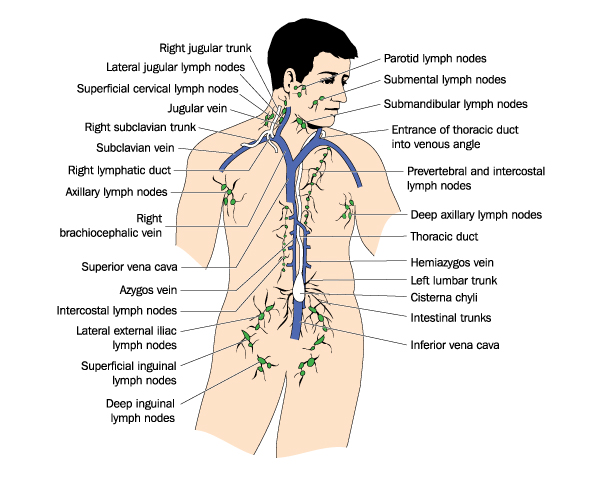 Right jugular trunk
Lateral jugular lymph nodes
Superficial cervical lymph nodes
Jugular vein
Right subclavian trunk
Subclavian vein
Right lymphatic duct
Axillary lymph nodes
Right
brachiocephalic vein
Superior vena cava
Azygos vein
Intercostal lymph nodes
Lateral external iliac
lymph nodes
Superficial inguinal
lymph nodes
Deep inguinal
lymph nodes
Parotid lymph nodes
Submental lymph nodes
Submandibular lymph nodes
Entrance of thoracic duct
into venous angle
Prevertebral and intercostal
lymph nodes
Deep axillary lymph nodes
Thoracic duct
Hemiazygos vein
Left lumbar trunk
Cisterna chyli
Intestinal trunks
Inferior vena cava